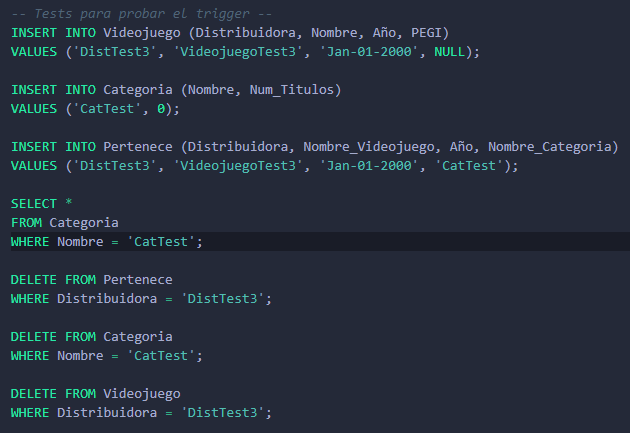 -- Tests para probar el trigger --
INSERT INTO Videojuego (Distribuidora, Nombre, Año, PEGI)
VALUES ('DistTest3', 'VideojuegoTest3', 'Jan-01-2000', NULL);
INSERT INTO Categoria (Nombre, Num_Titulos)
VALUES ('CatTest', 0);
INSERT INTO Pertenece (Distribuidora, Nombre_Videojuego, Año, Nombre_Categoria)
VALUES ('DistTest3', 'VideojuegoTest3', 'Jan-01-2000', 'CatTest');
SELECT *
FROM Categoria
WHERE Nombre = 'CatTest';
DELETE FROM Pertenece
WHERE Distribuidora = 'DistTest3';
DELETE FROM Categoria
WHERE Nombre = 'CatTest';
DELETE FROM Videojuego
WHERE Distribuidora = 'DistTest3';